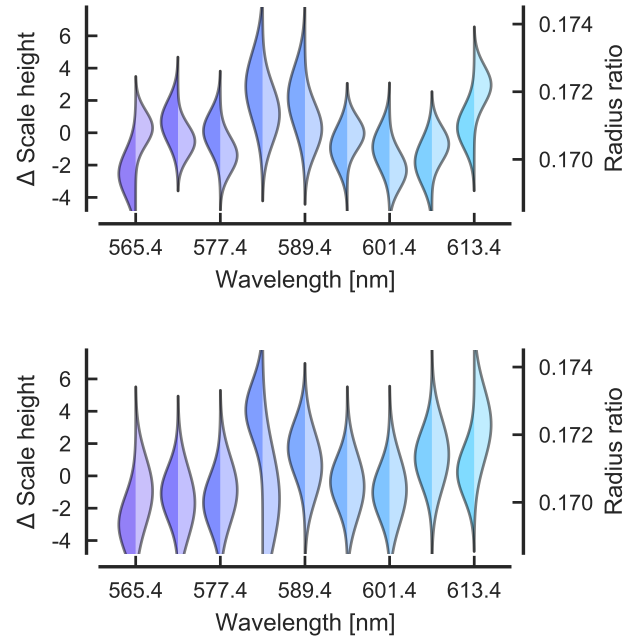 6
4
2
0
-2
-4
Δ Scale height
0.174
0.172
0.170
Radius ratio
565.4 577.4 589.4 601.4 613.4
Wavelength [nm]
6
4
2
0
-2
-4
Δ Scale height
0.174
0.172
0.170
Radius ratio
565.4 577.4 589.4 601.4 613.4
Wavelength [nm]